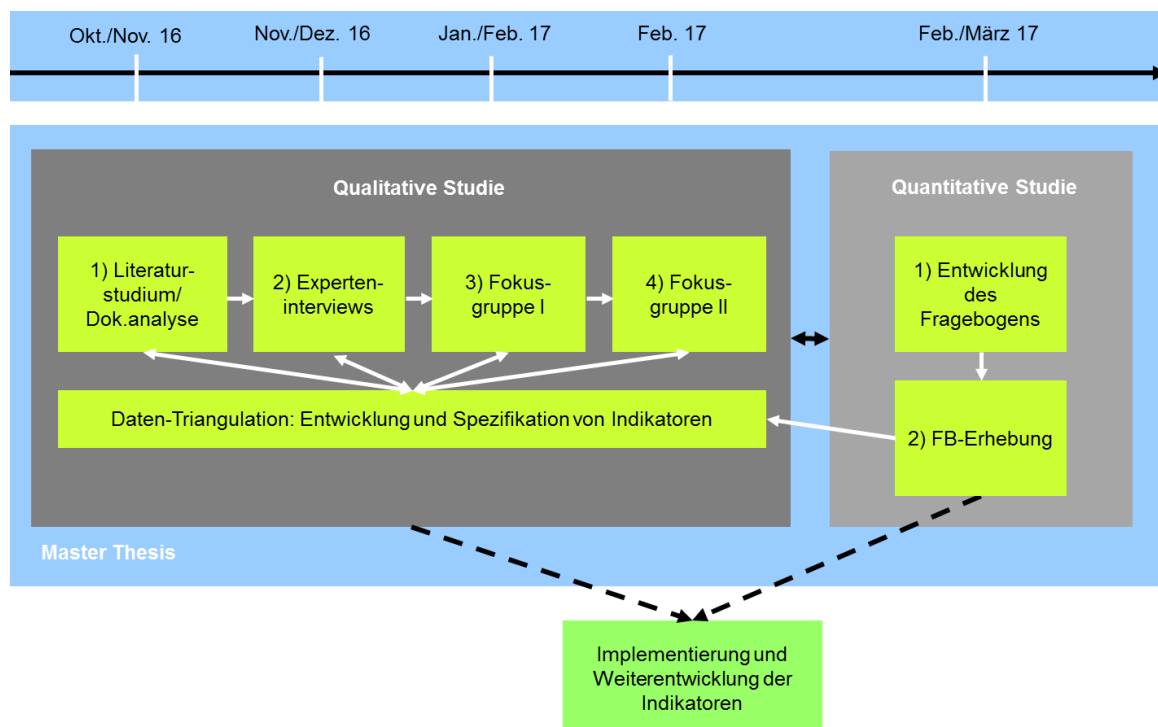 Okt./Nov. 16
Nov./Dez. 16
Jan./Feb. 17
Feb. 17
Feb./März 17
Qualitative Studie
1) Literatur-
studium/
Dok.analyse
2) Experten-
interviews
3) Fokus-
gruppe I
4) Fokus-
gruppe II
Daten-Triangulation: Entwicklung und Spezifikation von Indikatoren
Quantitative Studie
1) Entwicklung
des
Fragebogens
2) FB-Erhebung
Master Thesis
Implementierung und
Weiterentwicklung der
Indikatoren